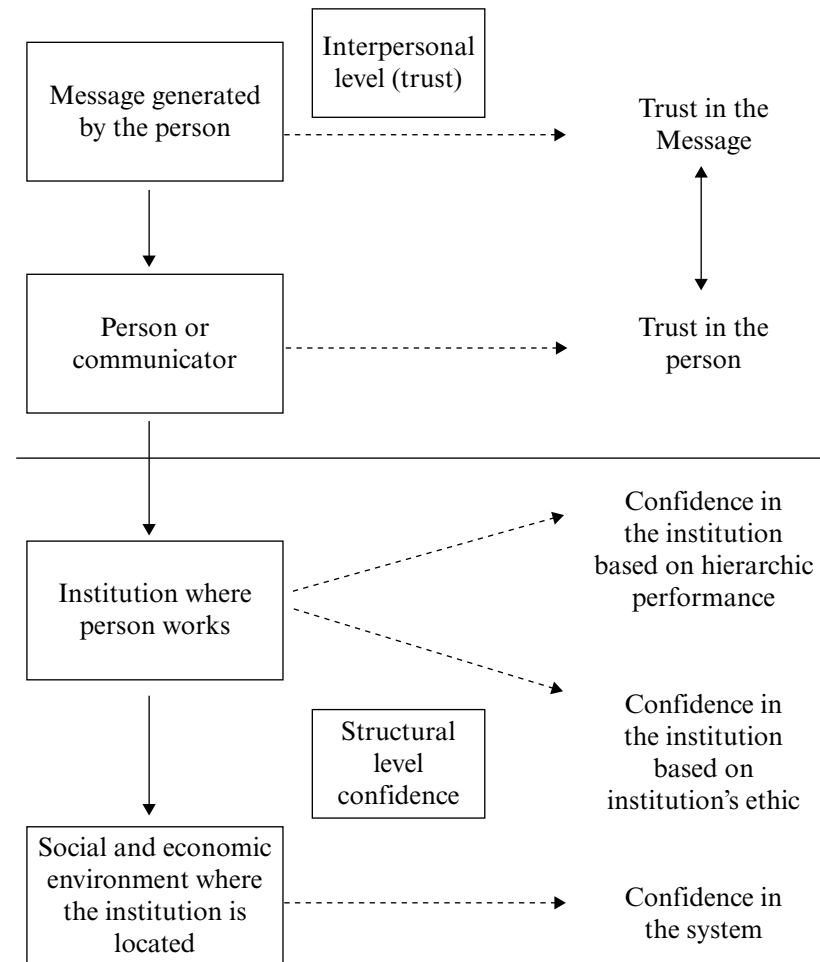 Interpersonal
level (trust)
Message generated
by the person
Trust in the
Message
Person or
communicator
Trust in the
person
Institution where
person works
Confidence in
the institution
based on hierarchic
performance
Structural
level
confidence
Confidence in
the institution
based on
institution’s ethic
Social and economic
environment where
the institution is
located
Confidence in
the system